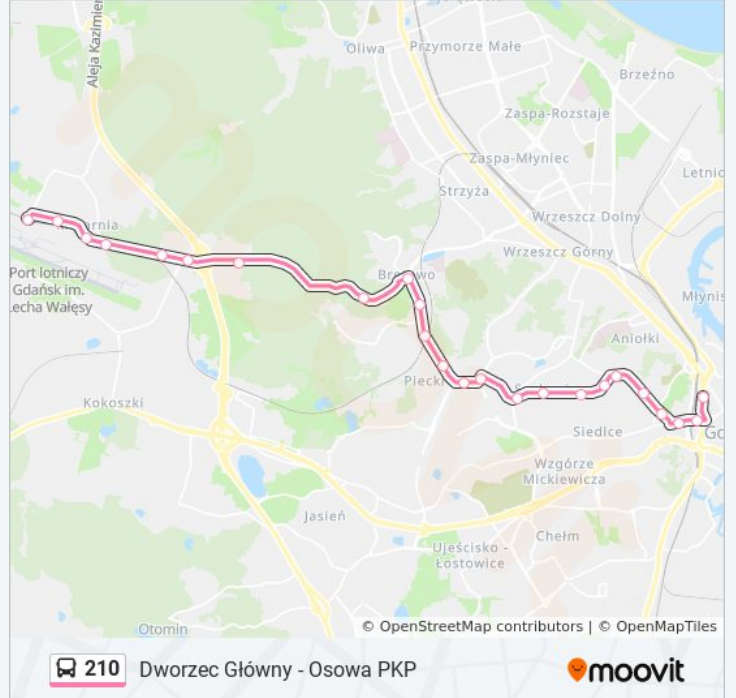 Aleja Kazimier
Oliwa
Przymorze Małe
Brzeźno
Zaspa-Rozstaje
Zaspa-Młyniec
Letnic
Strzyża
Wrzeszcz Dolny
Wrzeszcz Górny
Port lotniczy
Gdańsk im.
Lecha Wałęsy
Młynis
Aniołki
Kokoszki
Siedlce
Wzgórze
Mickiewicza
Jasień
Chełm
Ujeścisko -
Łostowice
Otomin
© OpenStreetMap contributors | © OpenMapTiles
210 Dworzec Główny - Osowa PKP
moovit